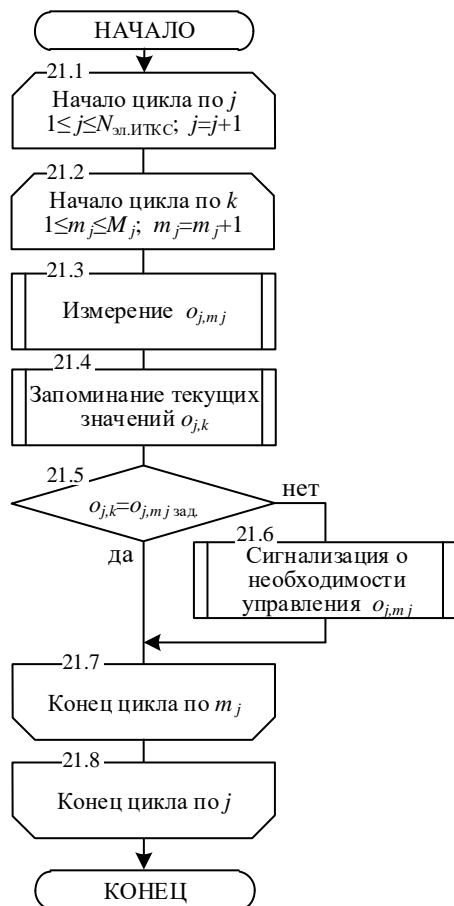 НАЧАЛО
21.1
Начало цикла по j
1≤ j≤Nэл.ИТКС; j=j+1
21.2
Начало цикла по k
1≤mj≤Mj; mj=mj+1
21.3
Измерение oj,mj
21.4
Запоминание текущих
значений oj,k
21.5
oj,k=oj,mj зад.
нет
да
21.6
Сигнализация о
необходимости
управления oj,mj
21.7
Конец цикла по mj
21.8
Конец цикла по j
КОНЕЦ